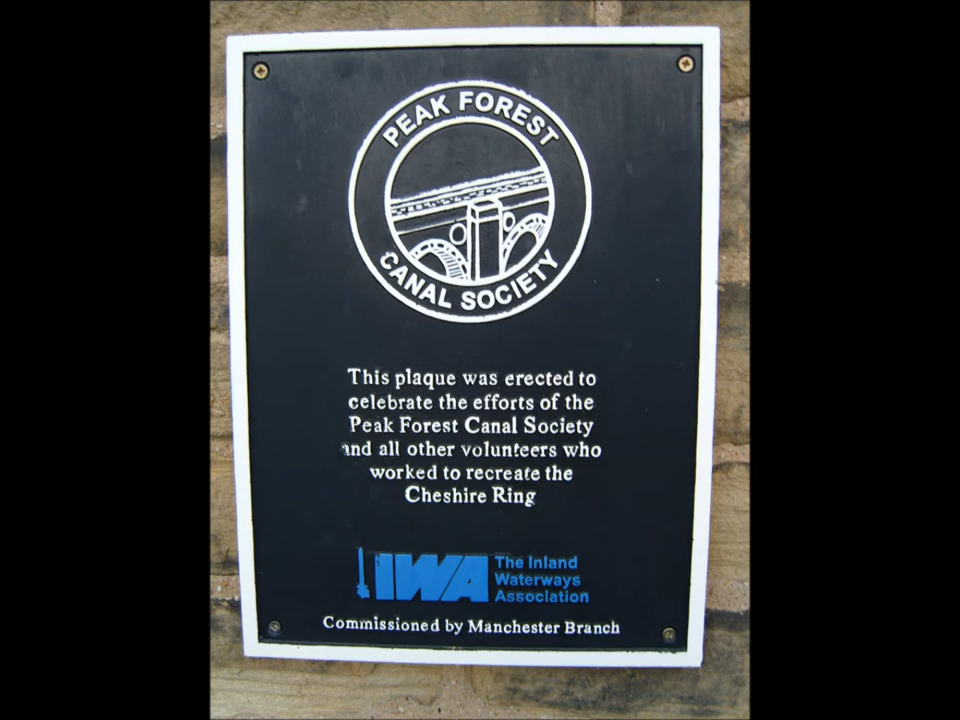 PEAK FOREST
CANAL SOCIETY
This plaque was erected to
celebrate the efforts of the
Peak Forest Canal Society
and all other volunteers who
worked to recreate the
Cheshire Ring
IWA The Inland
Waterways
Association
Commissioned by Manchester Branch